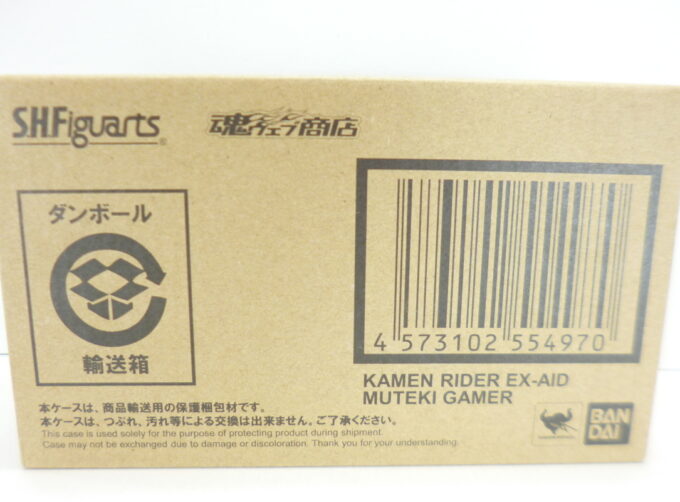 S.H.Figuarts®
魂ウェブ商店
ダンボール
輸送箱
4 573102 554970
KAMEN RIDER EX-AID
MUTEKI GAMER
本ケースは、商品輸送用の保護梱包材です。
本ケースは、つぶれ、汚れ等による交換は出来ません。ご了承ください。
This case is used solely for the purpose of protecting product during shipment.
Case may not be exchanged due to damage or discoloration. Thank you for your understanding.
BAN
DAI